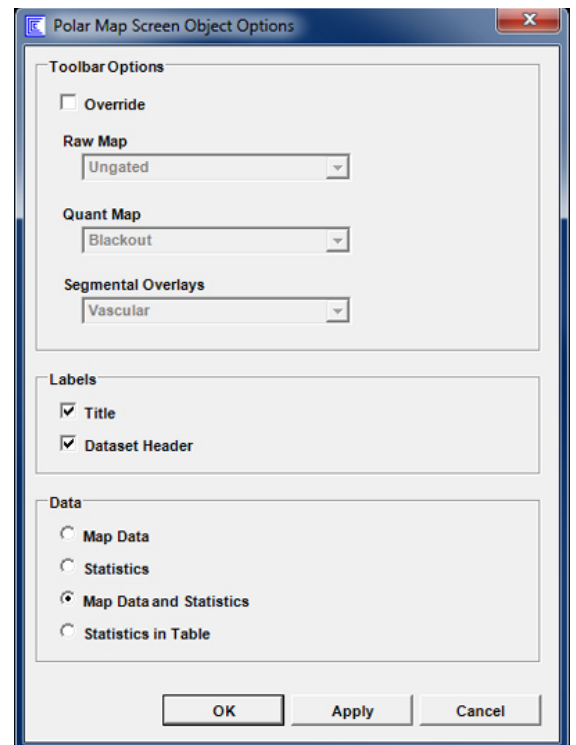 Polar Map Screen Object Options
Toolbar Options
Override
Raw Map
Ungated
Quant Map
Blackout
Segmental Overlays
Vascular
Labels
Title
Dataset Header
Data
Map Data
Statistics
Map Data and Statistics
Statistics in Table
OK Apply Cancel